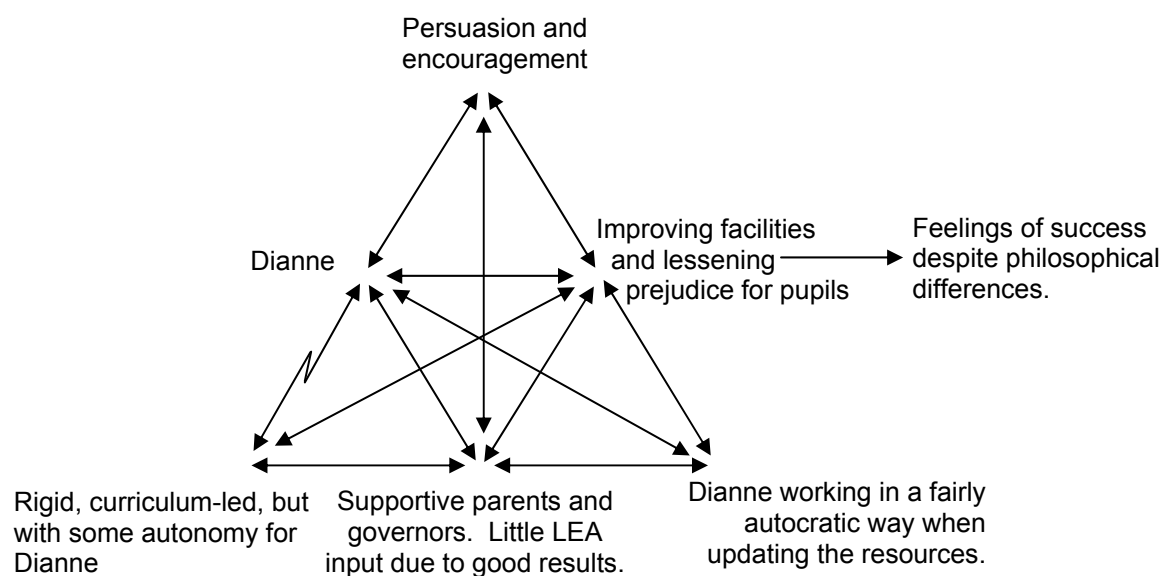 Persuasion and
encouragement
Dianne
Improving facilities
and lessening
prejudice for pupils
Feelings of success
despite philosophical
differences.
Rigid, curriculum-led, but
with some autonomy for
Dianne
Supportive parents and
governors. Little LEA
input due to good results.
Dianne working in a fairly
autocratic way when
updating the resources.